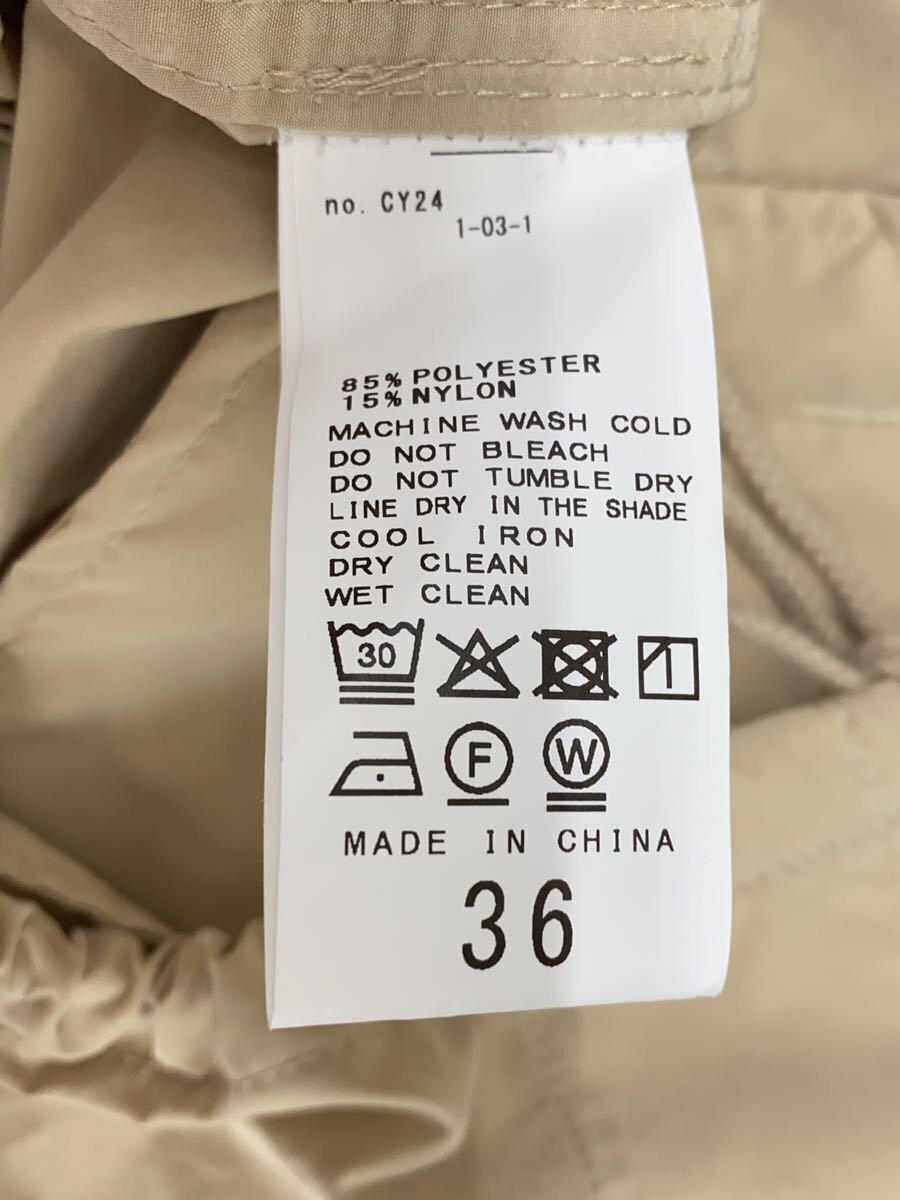 no. CY24
1-03-1
85% POLYESTER
15% NYLON
MACHINE WASH COLD
DO NOT BLEACH
DO NOT TUMBLE DRY
LINE DRY IN THE SHADE
COOL IRON
DRY CLEAN
WET CLEAN
30
F W
MADE IN CHINA
36